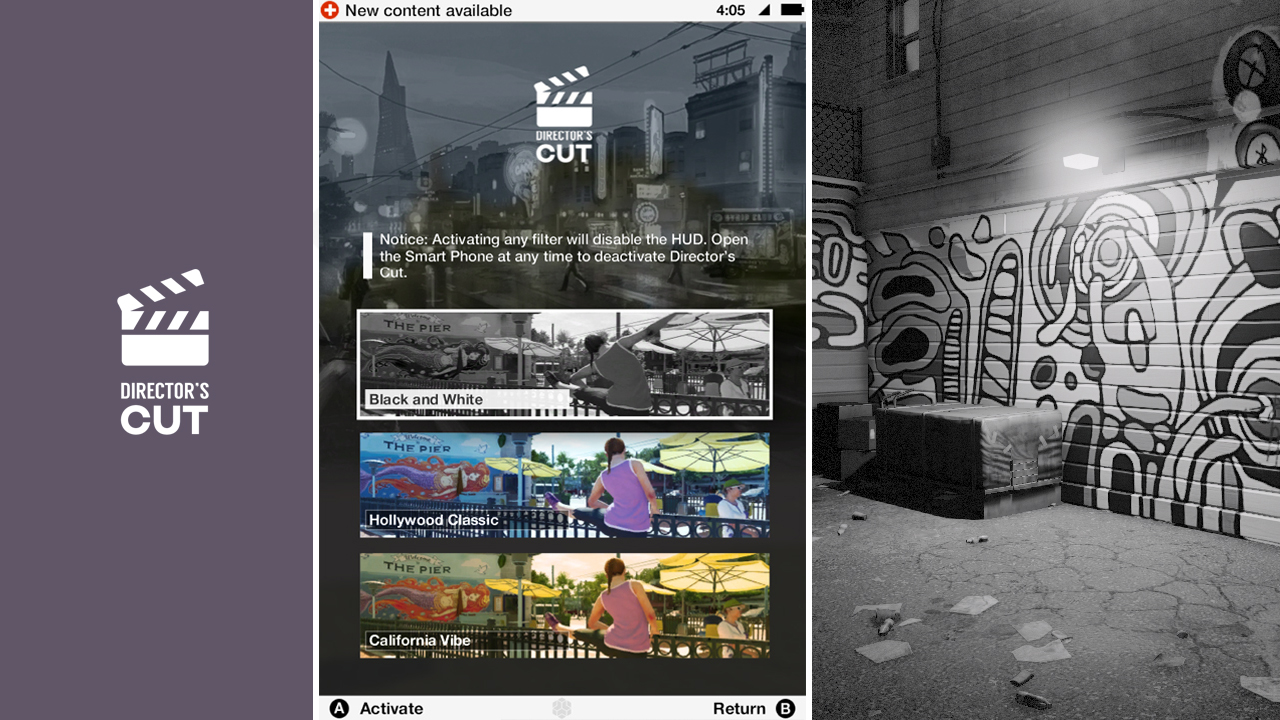 DIRECTOR'S
CUT
New content available
4:05
DIRECTOR'S
CUT
Notice: Activating any filter will disable the HUD. Open
the Smart Phone at any time to deactivate Director's
Cut.
THE PIER
Black and White
Welcome
THE PIER
Hollywood Classic
Welcome
THE PIER
California Vibe
A Activate
Return B